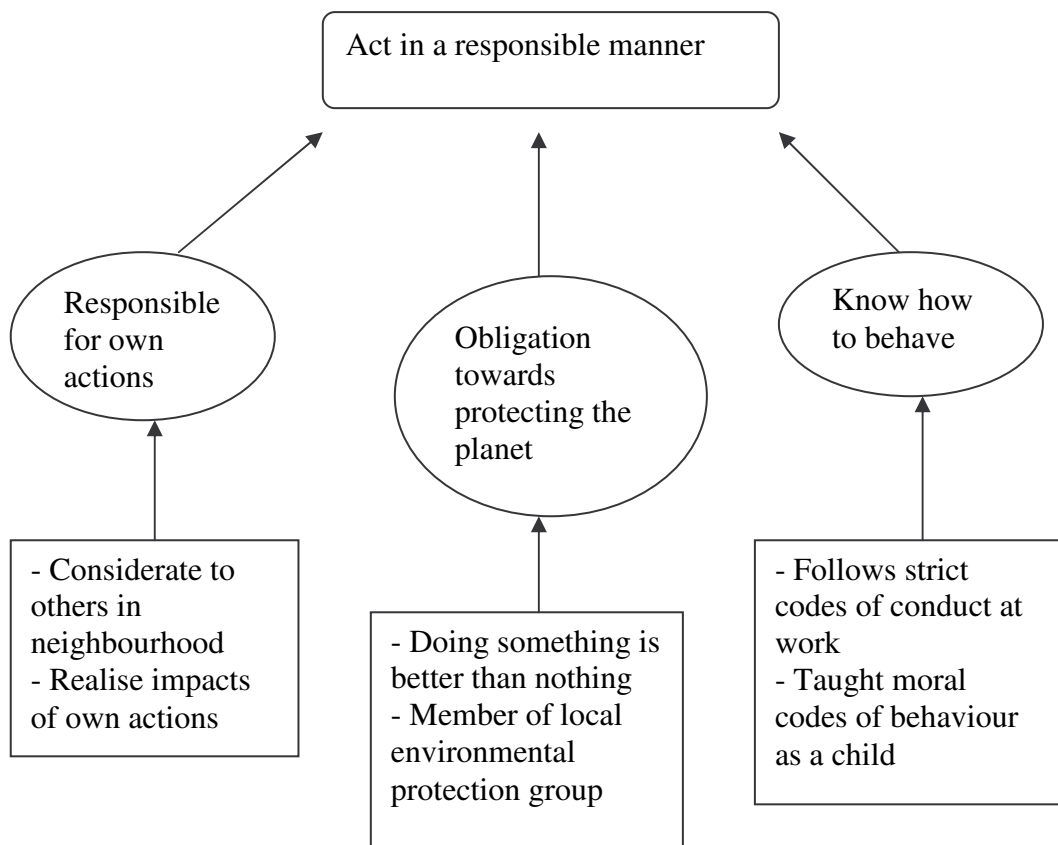 Act in a responsible manner
Responsible
for own
actions
Obligation
towards
protecting the
planet
Know how
to behave
- Considerate to
others in
neighbourhood
- Realise impacts
of own actions
- Doing something is
better than nothing
- Member of local
environmental
protection group
- Follows strict
codes of conduct at
work
- Taught moral
codes of behaviour
as a child